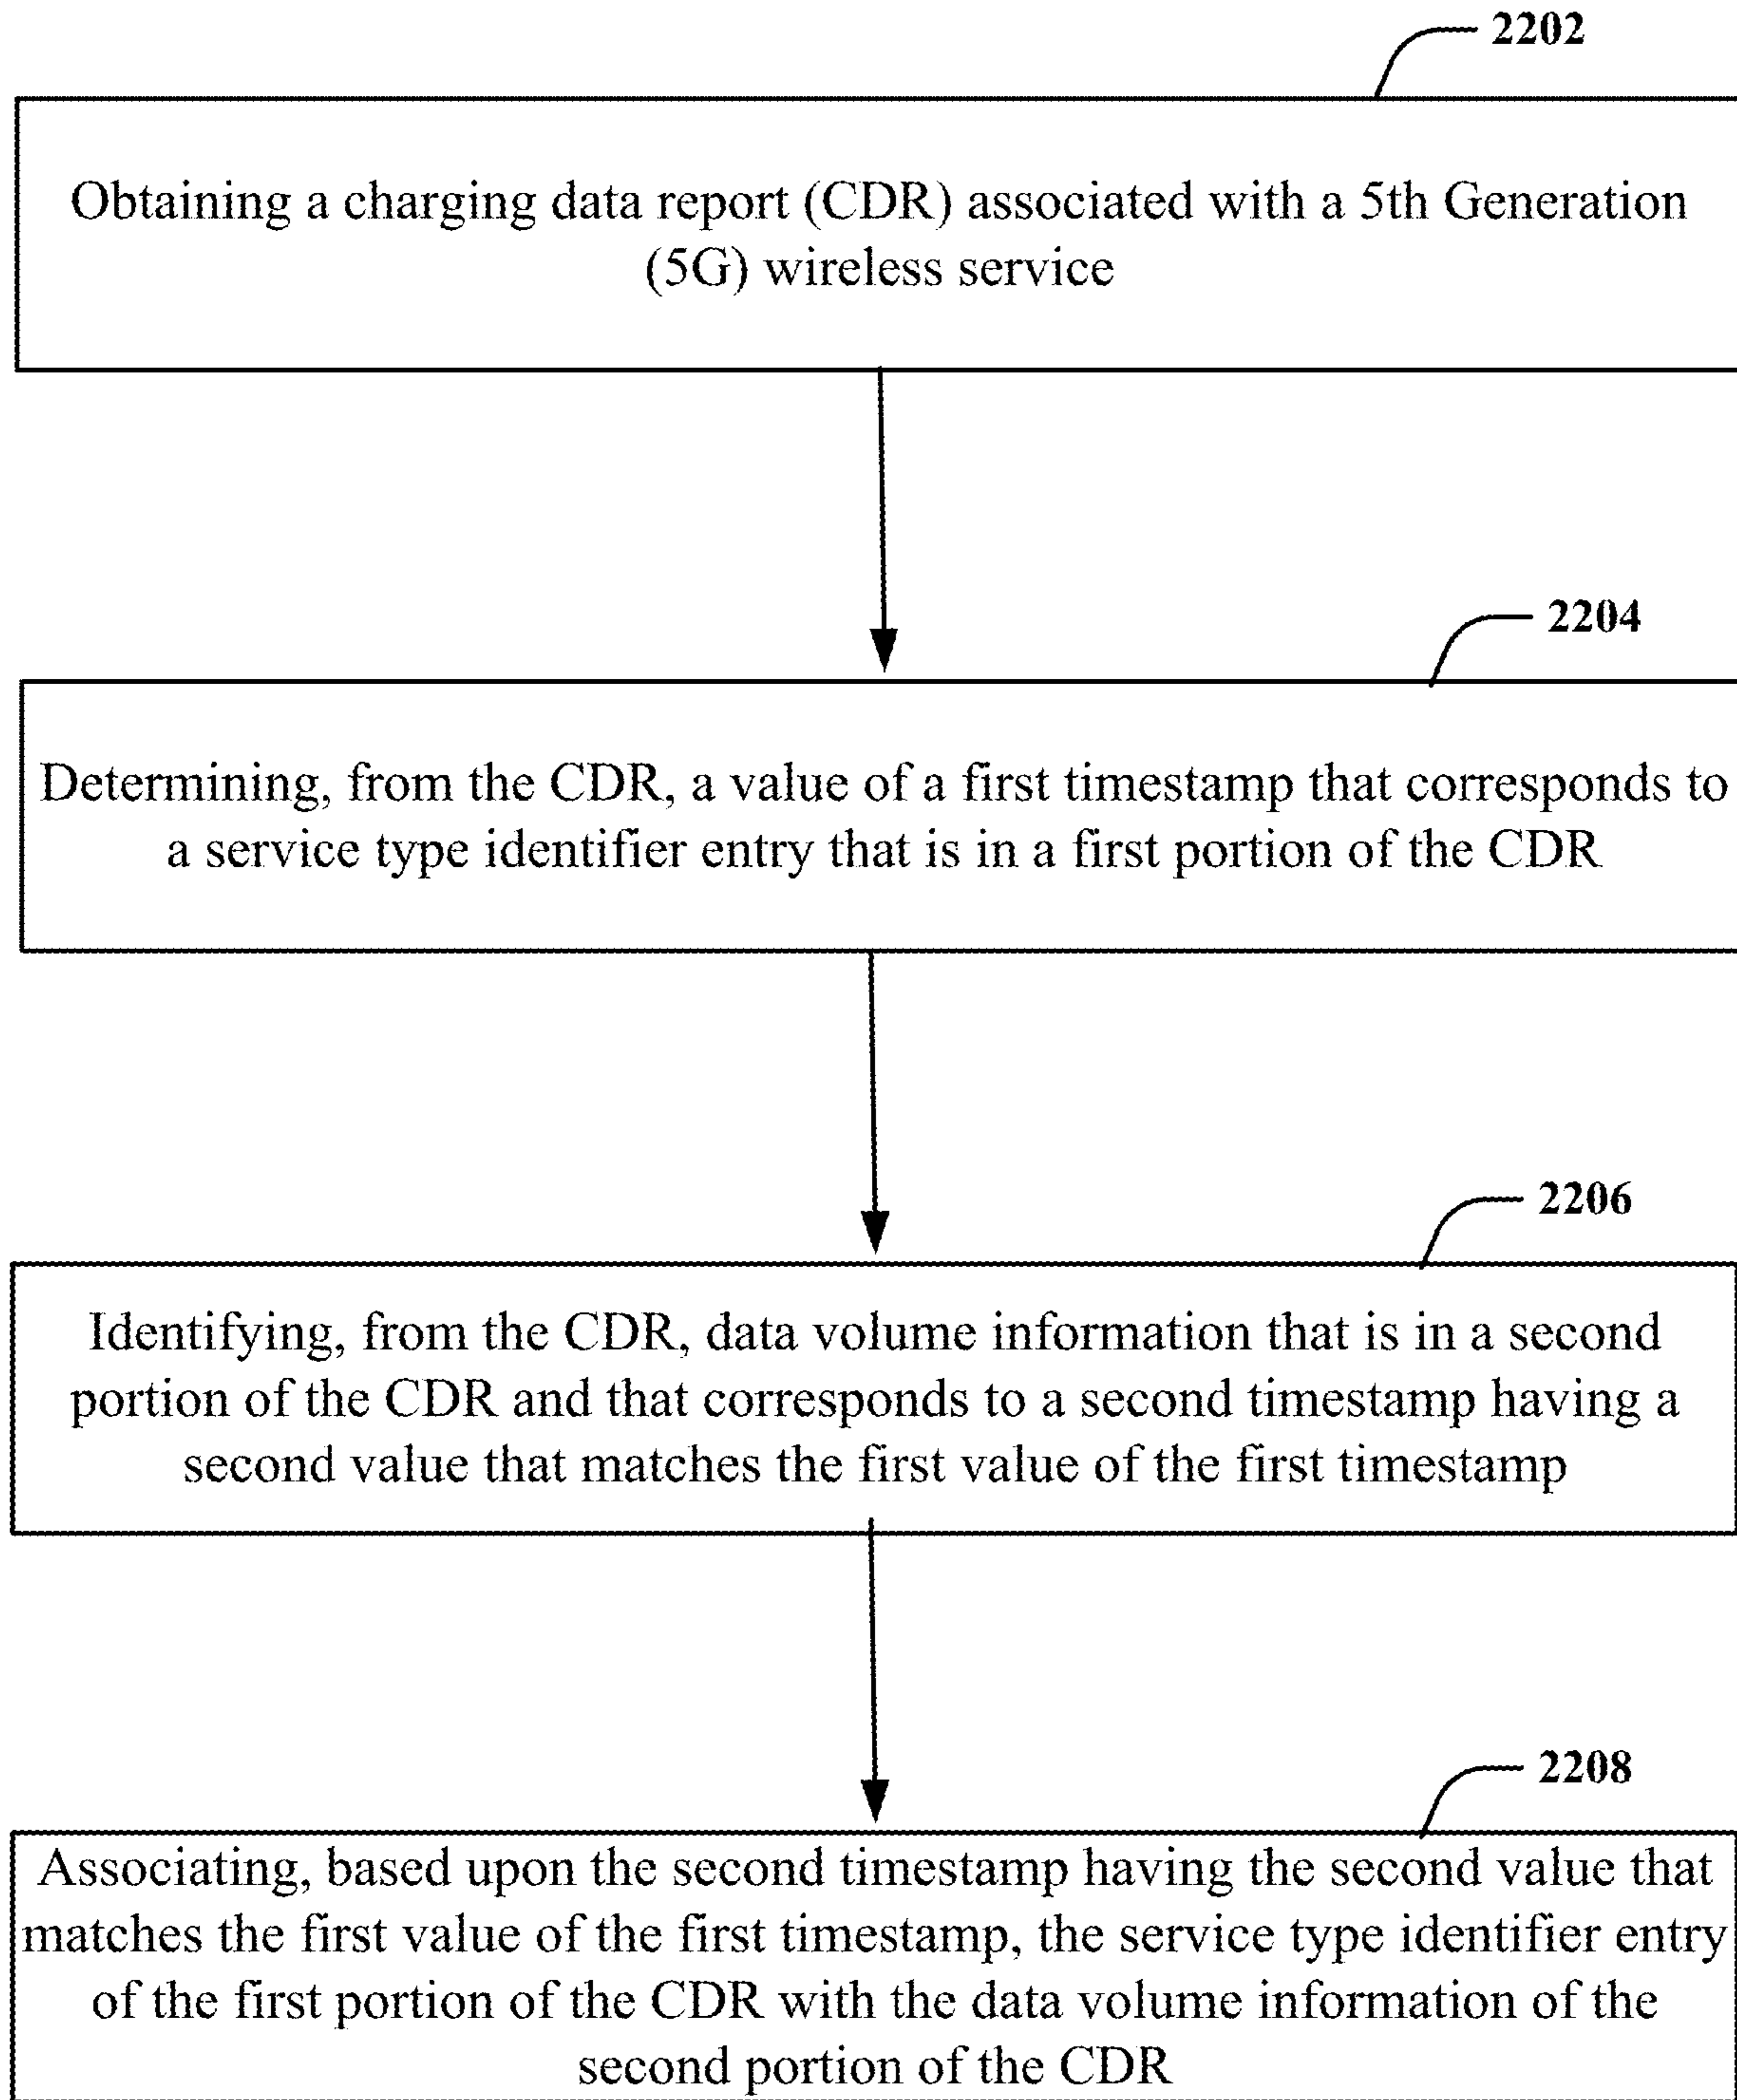 2202
Obtaining a charging data report (CDR) associated with a 5th Generation
(5G) wireless service
2204
Determining, from the CDR, a value of a first timestamp that corresponds to
a service type identifier entry that is in a first portion of the CDR
2206
Identifying, from the CDR, data volume information that is in a second
portion of the CDR and that corresponds to a second timestamp having a
second value that matches the first value of the first timestamp
2208
Associating, based upon the second timestamp having the second value that
matches the first value of the first timestamp, the service type identifier entry
of the first portion of the CDR with the data volume information of the
second portion of the CDR